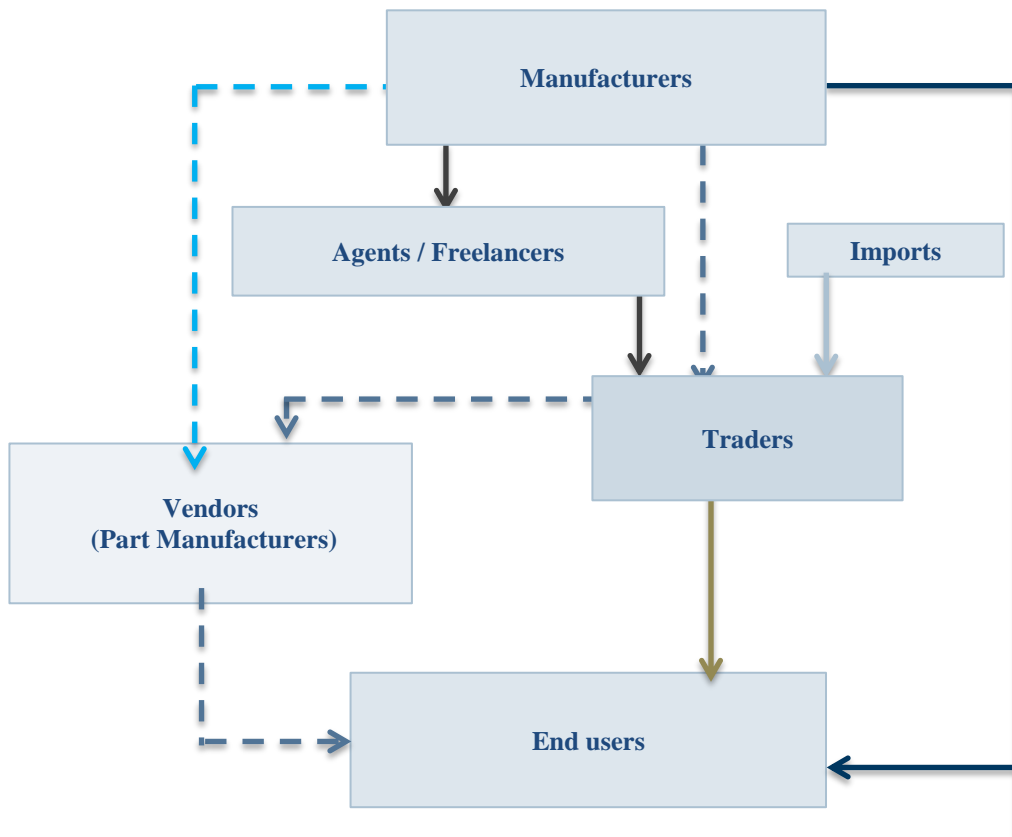 Manufacturers
Agents / Freelancers
Imports
Traders
Vendors
(Part Manufacturers)
End users